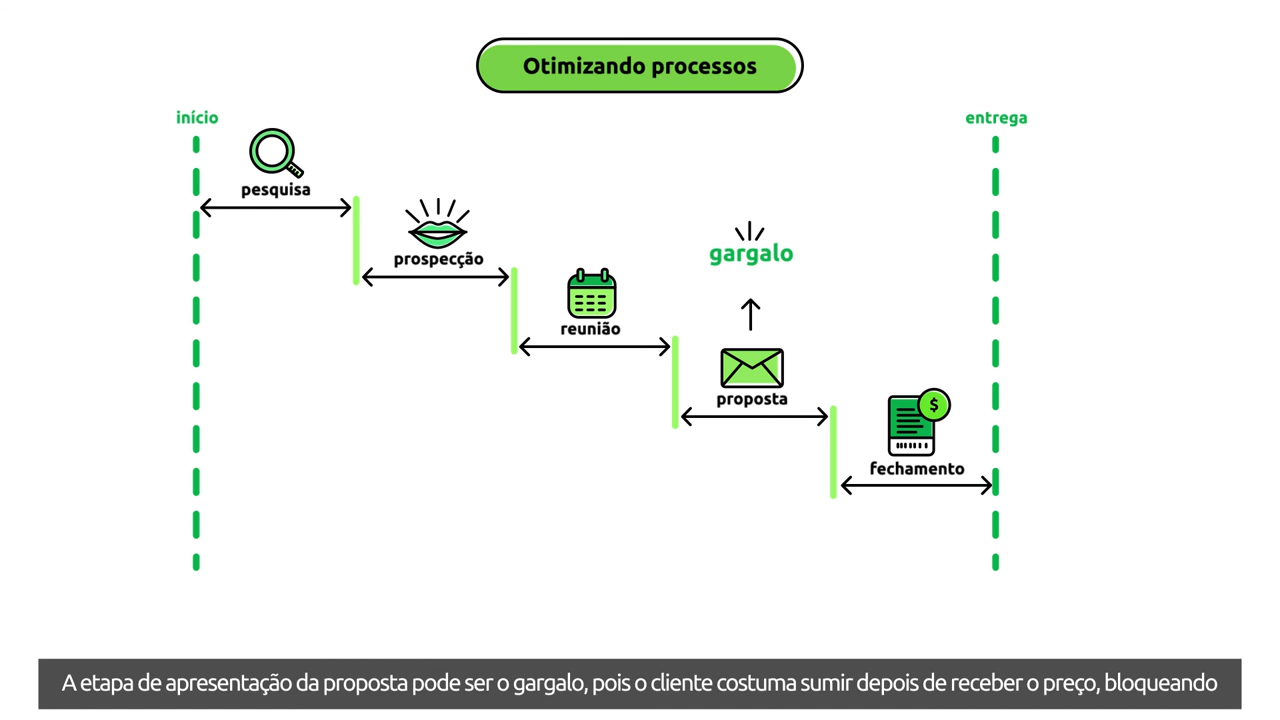 Otimizando processos
início
entrega
pesquisa
prospecção
gargalo
reunião
proposta
$
fechamento
A etapa de apresentação da proposta pode ser o gargalo, pois o cliente costuma sumir depois de receber o preço, bloqueando